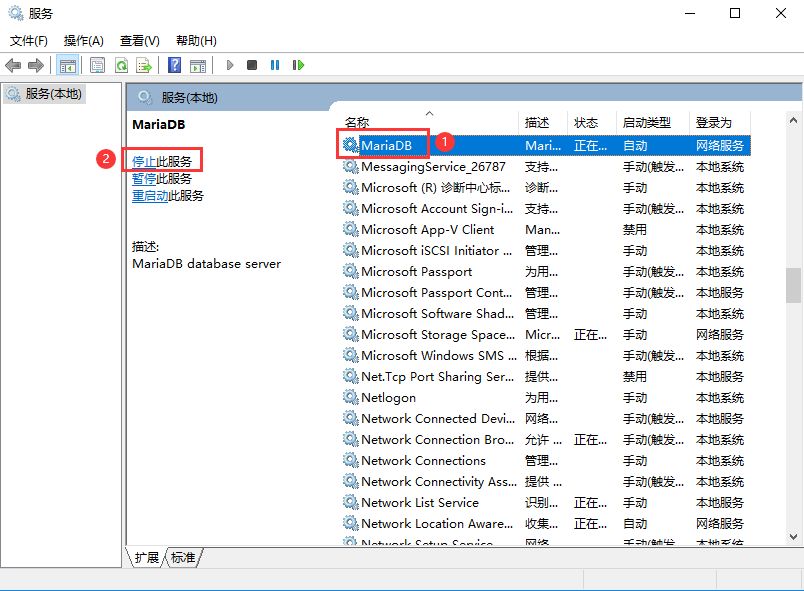 服务
文件(F) 操作(A) 查看(V) 帮助(H)
服务(本地)
服务(本地)
MariaDB
2 停止此服务
暂停此服务
重启动此服务
描述:
MariaDB database server
名称 描述 状态 启动类型 登录为
MariaDB 1 Mari... 正在... 自动 网络服务
MessagingService_26787 支持... 手动(触发... 本地系统
Microsoft (R) 诊断中心标... 诊断... 手动 本地系统
Microsoft Account Sign-i... 支持... 手动(触发... 本地系统
Microsoft App-V Client Man... 禁用 本地系统
Microsoft iSCSI Initiator ... 管理... 手动 本地系统
Microsoft Passport 为用... 手动(触发... 本地系统
Microsoft Passport Cont... 管理... 手动(触发... 本地服务
Microsoft Software Shad... 管理... 手动 本地系统
Microsoft Storage Space... Micr... 正在... 手动 网络服务
Microsoft Windows SMS ... 根据... 手动(触发... 本地系统
Net.Tcp Port Sharing Ser... 提供... 禁用 本地服务
Netlogon 为用... 手动 本地系统
Network Connected Devi... 网络... 手动(触发... 本地服务
Network Connection Bro... 允许 ... 正在... 手动(触发... 本地系统
Network Connections 管理... 手动 本地系统
Network Connectivity Ass... 提供 ... 手动(触发... 本地系统
Network List Service 识别... 正在... 手动 本地服务
Network Location Aware... 收集... 正在... 自动 网络服务
Network Setup Service 网络... 手动(触发... 本地系统
扩展 标准